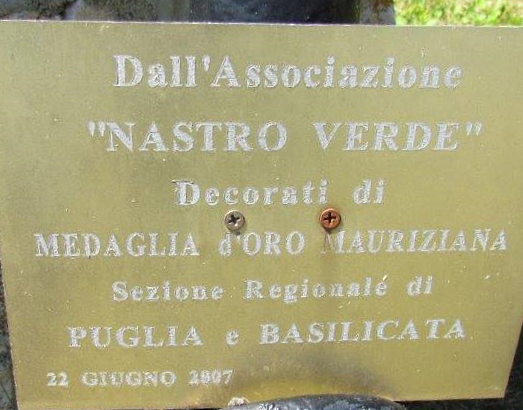 Dall'Associazione
"NASTRO VERDE"
Decorati di
MEDAGLIA d'ORO MAURIZIANA
Sezione Regionale di
PUGLIA e BASILICATA
22 GIUGNO 2007